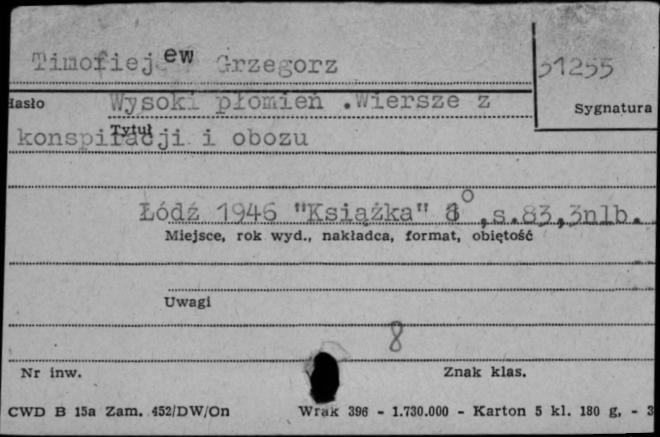 Timofiejew Grzegorz
51255
Hasło
Wysoki płomień .Wiersze z
Sygnatura
Tytuł
konspiracji i obozu
Łódź 1946 "Książka" 8°,s.83,3nlb.
Miejsce, rok wyd., nakładca, format, obiętość
Uwagi
8
Nr inw.
Znak klas.
CWD B 15a Zam. 452/DW/On Wrak 396 - 1.730.000 - Karton 5 kl. 180 g, - 3